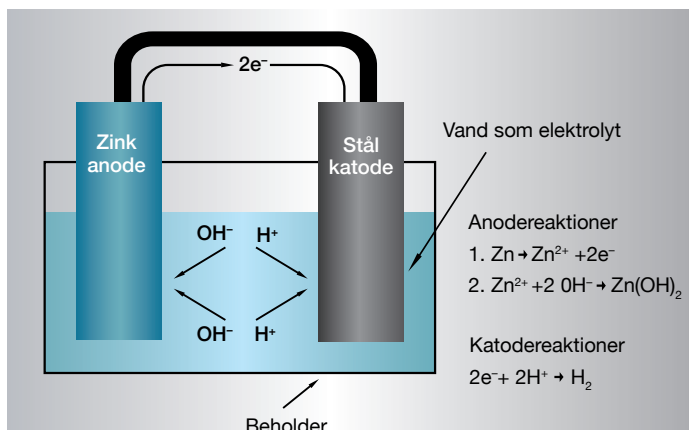 2e⁻
Zink
anode
Stål
katode
Vand som elektrolyt
OH⁻ H⁺
OH⁻ H⁺
Anodereaktioner
1. Zn → Zn²⁺ +2e⁻
2. Zn²⁺ +2 0H⁻ → Zn(OH)₂
Katodereaktioner
2e⁻+ 2H⁺ → H₂
Beholder